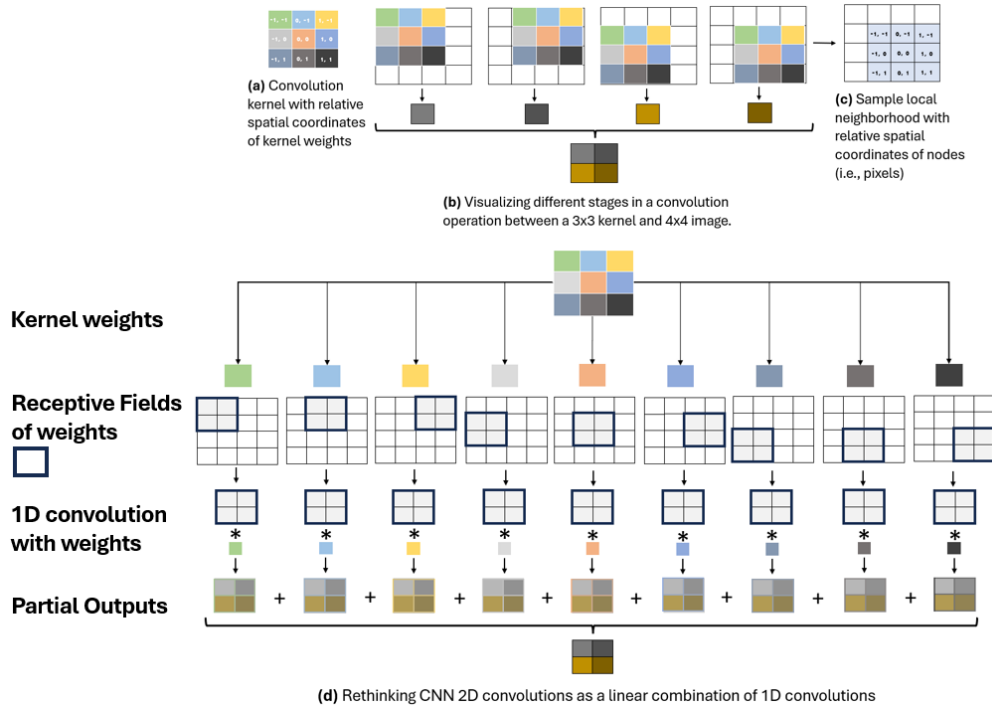 -1, -1 0, -1 1, -1
-1, 0 0, 0 1, 0
-1, 1 0, 1 1, 1
(a) Convolution
kernel with relative
spatial coordinates
of kernel weights
-1, -1 0, -1 1, -1
-1, 0 0, 0 1, 0
-1, 1 0, 1 1, 1
(c) Sample local
neighborhood with
relative spatial
coordinates of nodes
(i.e., pixels)
(b) Visualizing different stages in a convolution
operation between a 3x3 kernel and 4x4 image.
Kernel weights
Receptive Fields
of weights
1D convolution
with weights
* * * * * * * * *
Partial Outputs
+ + + + + + + +
(d) Rethinking CNN 2D convolutions as a linear combination of 1D convolutions